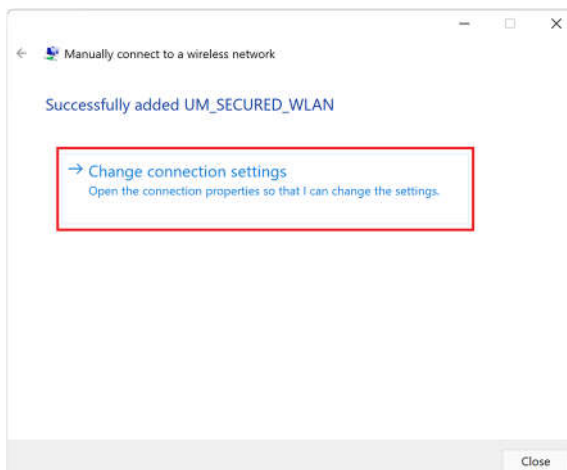 Manually connect to a wireless network
Successfully added UM_SECURED_WLAN
Change connection settings
Open the connection properties so that I can change the settings.
Close